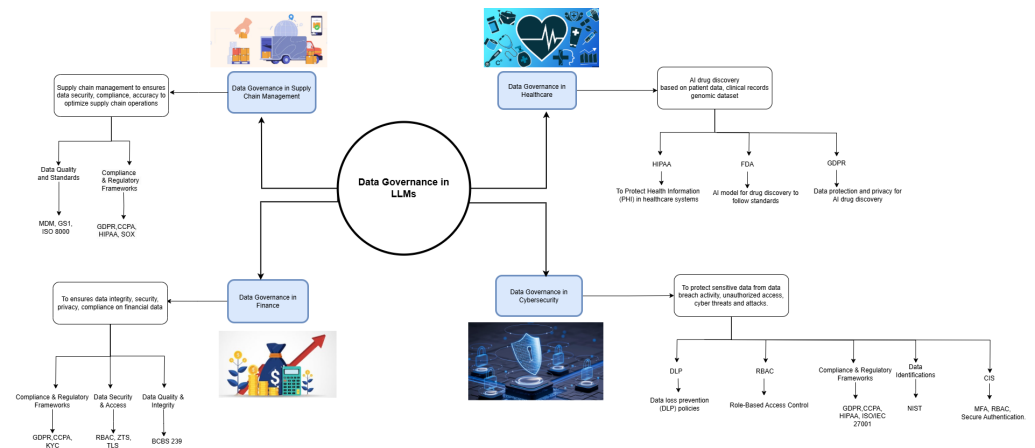 Data Governance in
LLMs
Data Governance in Supply
Chain Management
Supply chain management to ensures
data security, compliance, accuracy to
optimize supply chain operations
Data Quality
and Standards
MDM, GS1,
ISO 8000
Compliance
& Regulatory
Frameworks
GDPR,CCPA,
HIPAA, SOX
Data Governance in
Healthcare
AI drug discovery
based on patient data, clinical records
genomic dataset
HIPAA
To Protect Health Information
(PHI) in healthcare systems
FDA
AI model for drug discovery to
follow standards
GDPR
Data protection and privacy for
AI drug discovery
Data Governance in
Finance
To ensures data integrity, security,
privacy, compliance on financial data
Compliance & Regulatory
Frameworks
GDPR,CCPA,
KYC
Data Security
& Access
RBAC, ZTS,
TLS
Data Quality &
Integrity
BCBS 239
Data Governance in
Cybersecurity
To protect sensitive data from data
breach activity, unauthorized access,
cyber threats and attacks.
DLP
Data loss prevention
(DLP) policies
RBAC
Role-Based Access Control
Compliance & Regulatory
Frameworks
GDPR,CCPA,
HIPAA, ISO/IEC
27001
Data
Identifications
NIST
CIS
MFA, RBAC,
Secure Authentication.
$